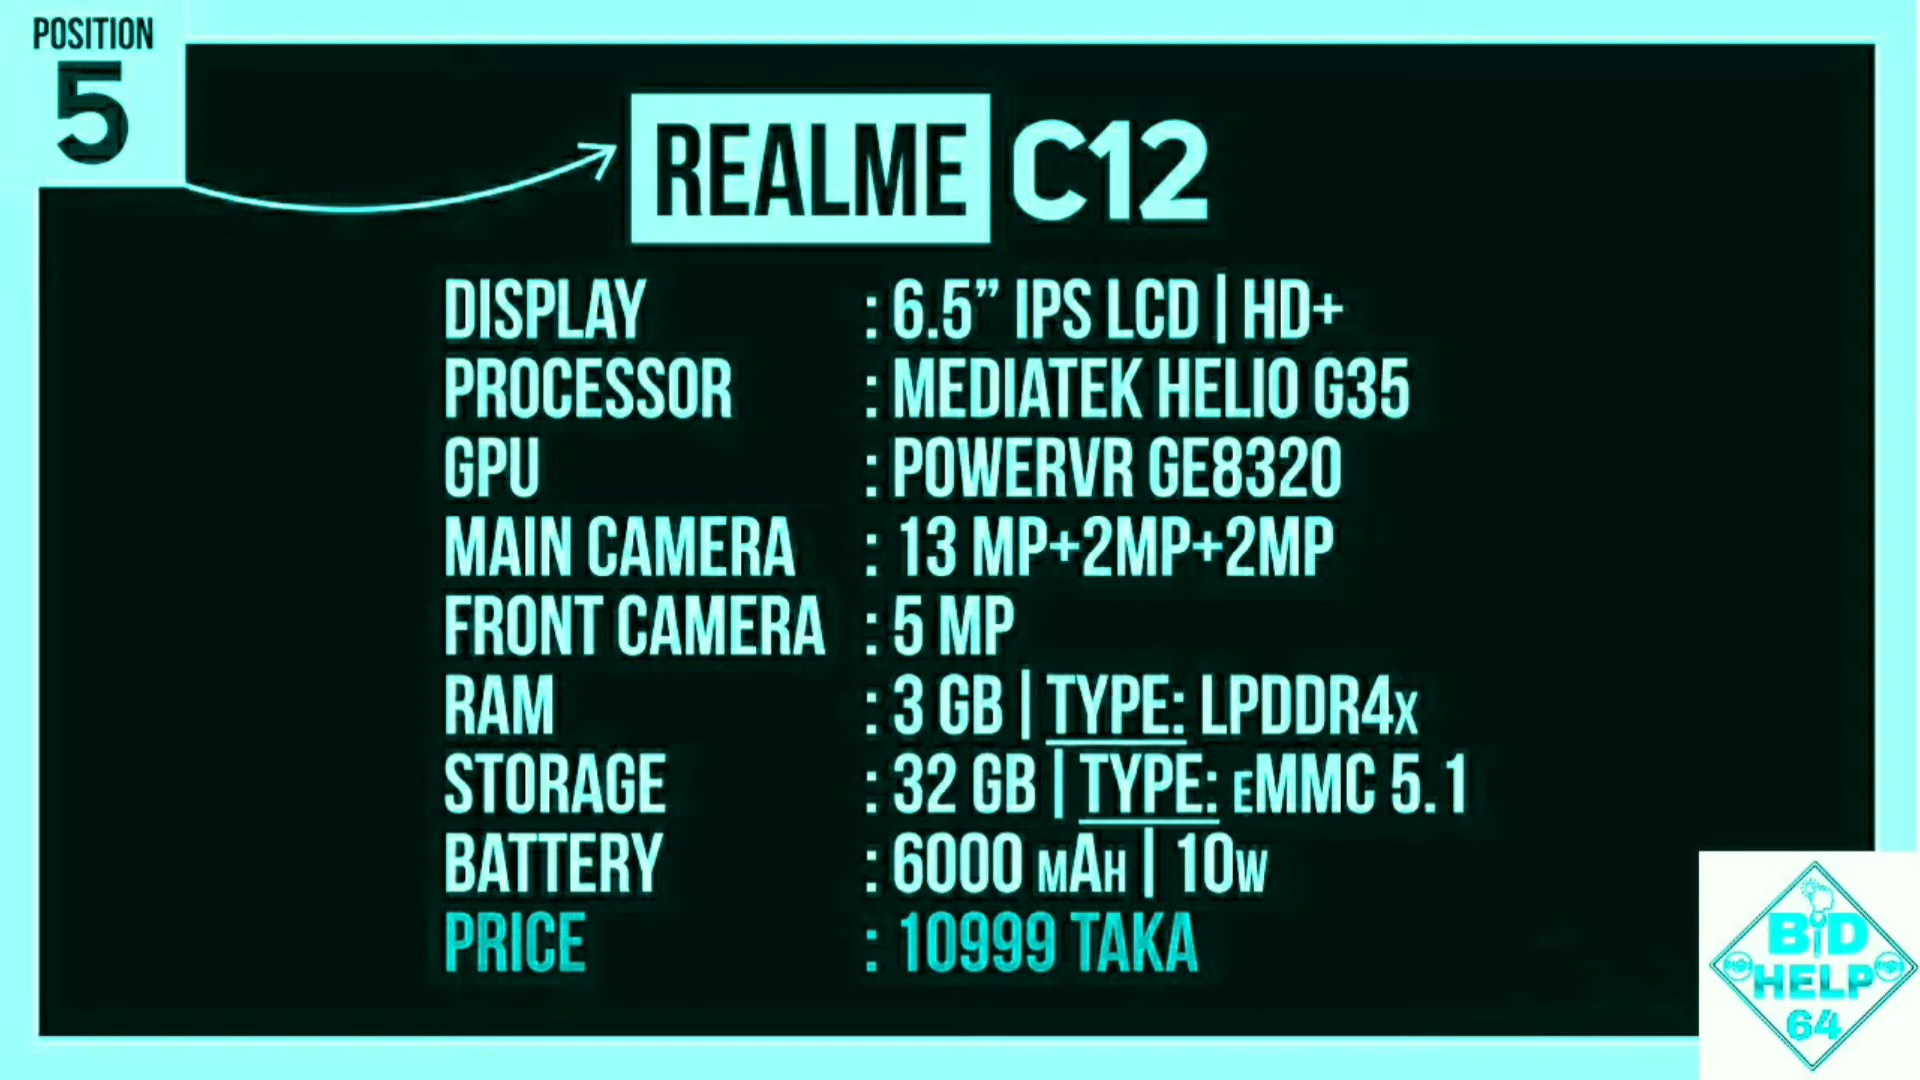 POSITION
5
REALME C12
DISPLAY : 6.5” IPS LCD | HD+
PROCESSOR : MEDIATEK HELIO G35
GPU : POWERVR GE8320
MAIN CAMERA : 13 MP+2MP+2MP
FRONT CAMERA : 5 MP
RAM : 3 GB | TYPE: LPDDR4X
STORAGE : 32 GB | TYPE: EMMC 5.1
BATTERY : 6000 MAH | 10W
PRICE : 10999 TAKA
BiD
HELP
64